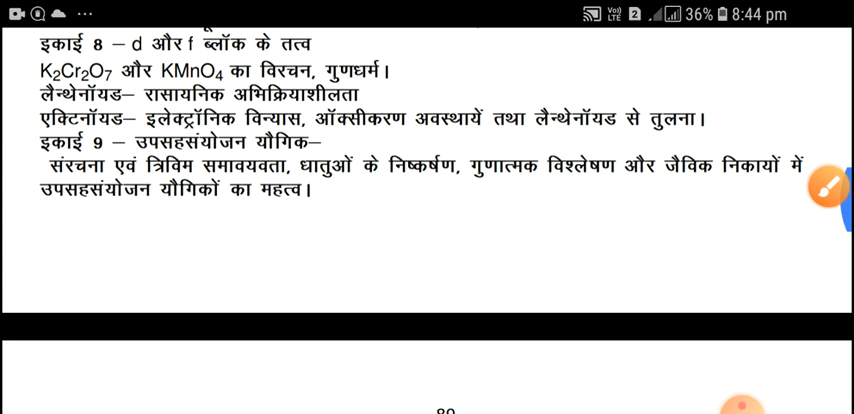 36% 8:44 pm
इकाई 8 – d और f ब्लॉक के तत्व
K₂Cr₂O₇ और KMnO₄ का विरचन, गुणधर्म।
लैन्थेनॉयड– रासायनिक अभिक्रियाशीलता
एक्टिनॉयड– इलेक्ट्रॉनिक विन्यास, ऑक्सीकरण अवस्थायें तथा लैन्थेनॉयड से तुलना।
इकाई 9 – उपसहसंयोजन यौगिक–
संरचना एवं त्रिविम समावयवता, धातुओं के निष्कर्षण, गुणात्मक विश्लेषण और जैविक निकायों में
उपसहसंयोजन यौगिकों का महत्व।